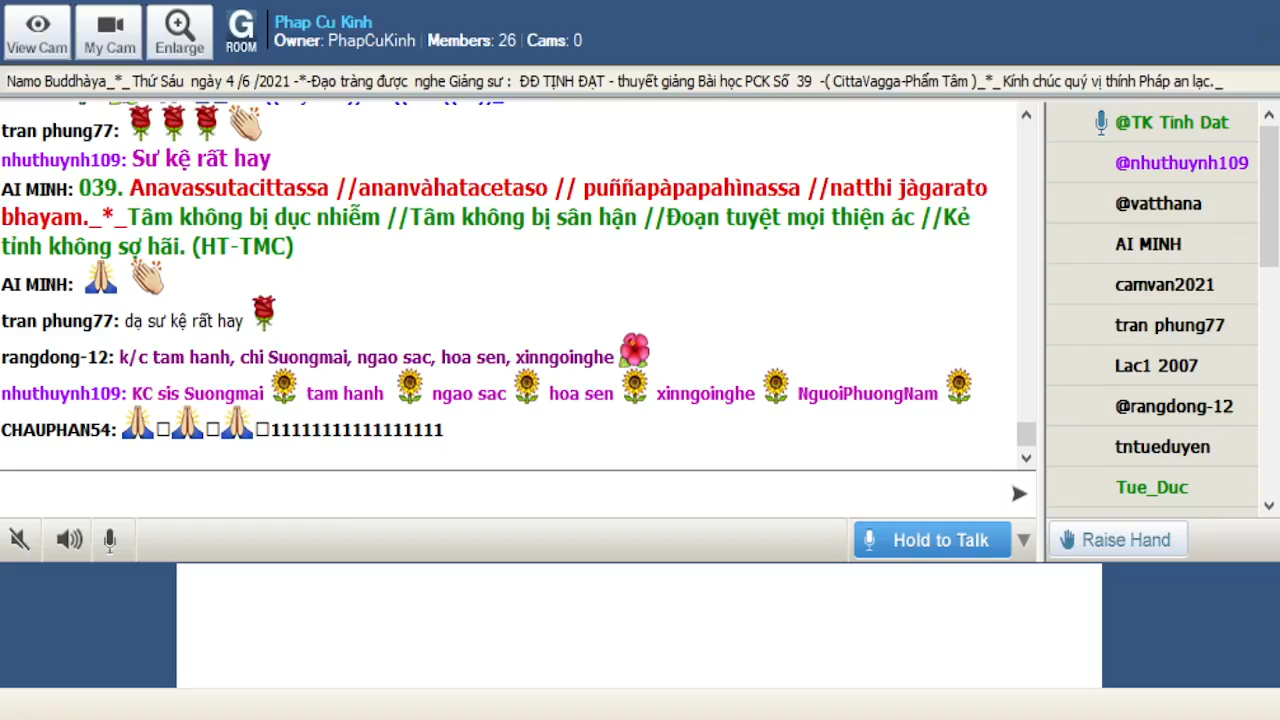 View Cam
My Cam
Enlarge
G
ROOM
Phap Cu Kinh
Owner: PhapCuKinh | Members: 26 | Cams: 0
Namo Buddhàya_*_Thứ Sáu ngày 4 /6 /2021 -*-Đạo tràng được nghe Giảng sư : ĐĐ TỊNH ĐẠT - thuyết giảng Bài học PCK Số 39 -( CittaVagga-Phẩm Tâm )_*_Kính chúc quý vị thính Pháp an lạc._
tran phung77:
nhuthuynh109: Sư kệ rất hay
AI MINH: 039. Anavassutacittassa //ananvàhatacetaso // puññapàpapahìnassa //natthi jàgarato
bhayam._*_Tâm không bị dục nhiễm //Tâm không bị sân hận //Đoạn tuyệt mọi thiện ác //Kẻ
tỉnh không sợ hãi. (HT-TMC)
AI MINH:
tran phung77: dạ sư kệ rất hay
rangdong-12: k/c tam hanh, chi Suongmai, ngao sac, hoa sen, xinngoinghe
nhuthuynh109: KC sis Suongmai tam hanh ngao sac hoa sen xinngoinghe NguoiPhuongNam
CHAUPHAN54: 11111111111111111
@TK Tinh Dat
@nhuthuynh109
@vatthana
AI MINH
camvan2021
tran phung77
Lac1 2007
@rangdong-12
tntueduyen
Tue_Duc
Hold to Talk
Raise Hand